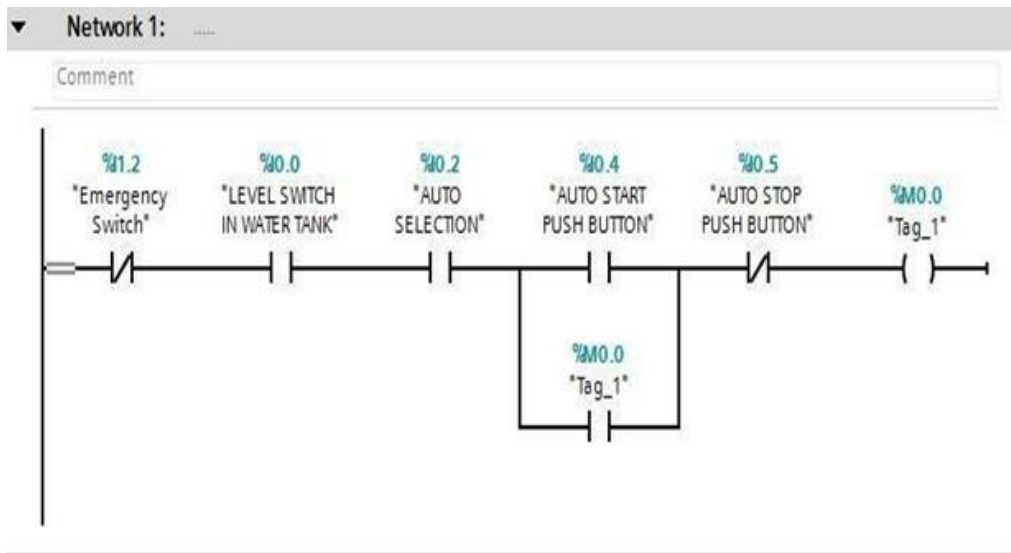 Network 1: .....
Comment
%I1.2
"Emergency
Switch"
%I0.0
"LEVEL SWITCH
IN WATER TANK"
%I0.2
"AUTO
SELECTION"
%I0.4
"AUTO START
PUSH BUTTON"
%I0.5
"AUTO STOP
PUSH BUTTON"
%M0.0
"Tag_1"
%M0.0
"Tag_1"